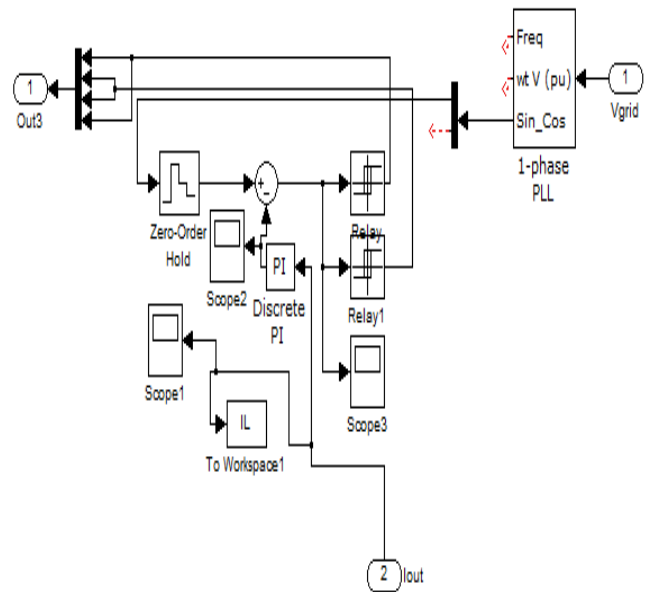 Freq
1
wt V (pu)
1
Out3
Vgrid
Sin_Cos
1-phase
PLL
+
-
Zero-Order
Hold
Relay
PI
Scope2
Discrete
PI
Relay1
Scope1
IL
Scope3
To Workspace1
2
Iout